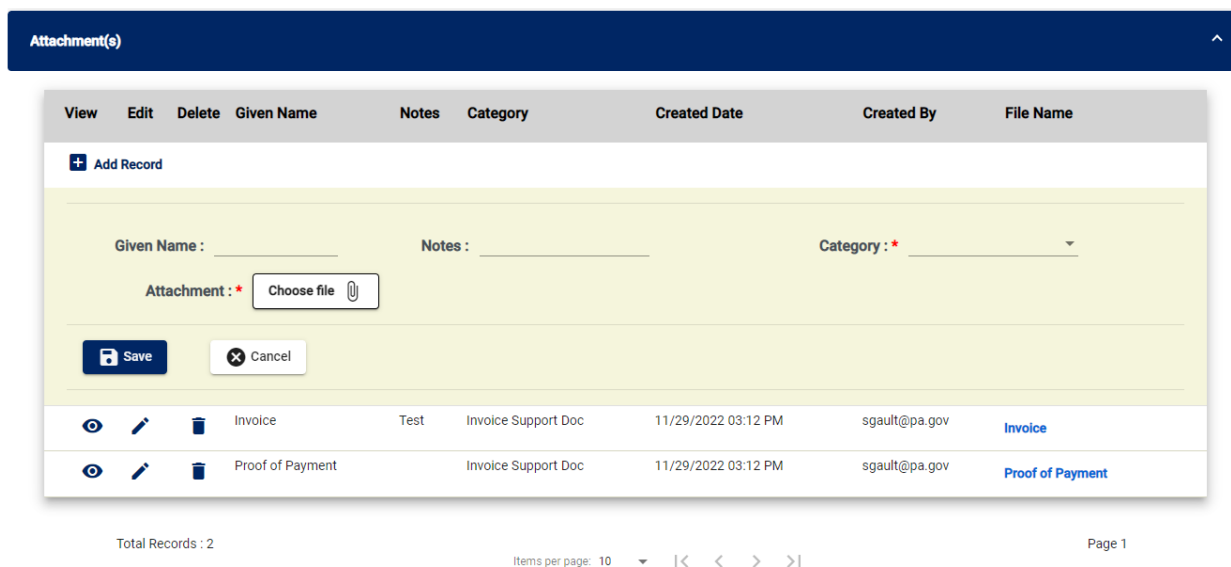 Attachment(s)
View Edit Delete Given Name Notes Category Created Date Created By File Name
Add Record
Given Name : Notes : Category : *
Attachment : * Choose file
Save Cancel
Invoice Test Invoice Support Doc 11/29/2022 03:12 PM sgault@pa.gov Invoice
Proof of Payment Invoice Support Doc 11/29/2022 03:12 PM sgault@pa.gov Proof of Payment
Total Records : 2 Page 1
Items per page: 10